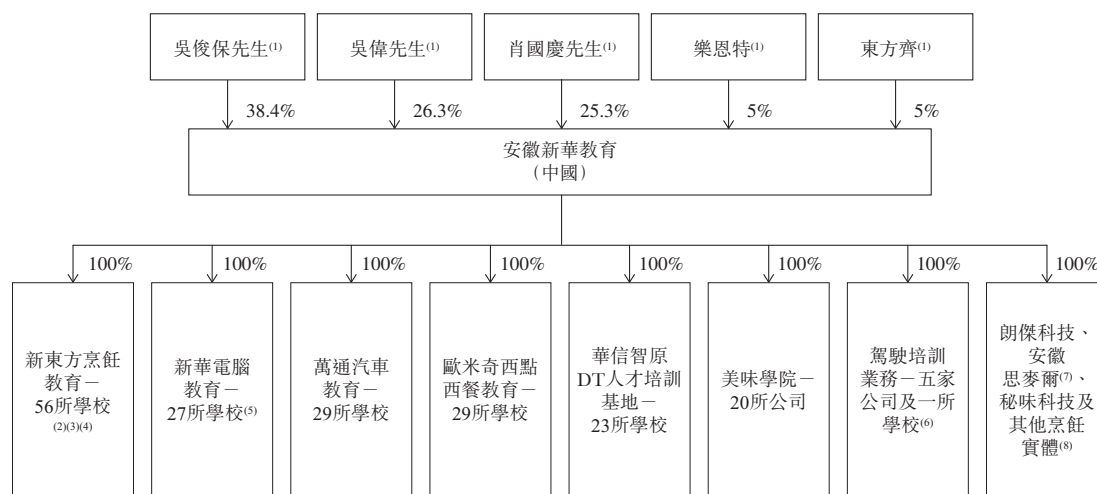 吳俊保先生(1)
吳偉先生(1)
肖國慶先生(1)
樂恩特(1)
東方齊(1)
38.4%
26.3%
25.3%
5%
5%
安徽新華教育
（中國）
100%
100%
100%
100%
100%
100%
100%
100%
新東方烹飪
教育－
56所學校
(2)(3)(4)
新華電腦
教育－
27所學校(5)
萬通汽車
教育－
29所學校
歐米奇西點
西餐教育－
29所學校
華信智原
DT人才培訓
基地－
23所學校
美味學院－
20所公司
駕駛培訓
業務－五家
公司及一所
學校(6)
朗傑科技、
安徽
思麥爾(7)、
秘味科技及
其他烹飪
實體(8)